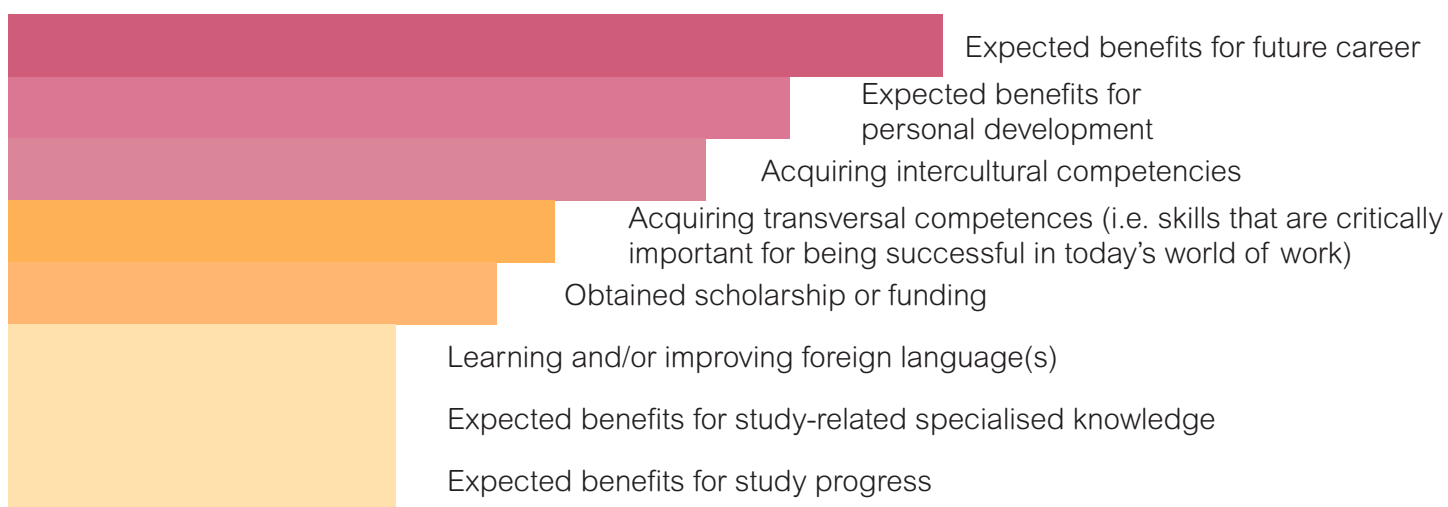 Expected benefits for future career
Expected benefits for
personal development
Acquiring intercultural competencies
Acquiring transversal competences (i.e. skills that are critically
important for being successful in today’s world of work)
Obtained scholarship or funding
Learning and/or improving foreign language(s)
Expected benefits for study-related specialised knowledge
Expected benefits for study progress